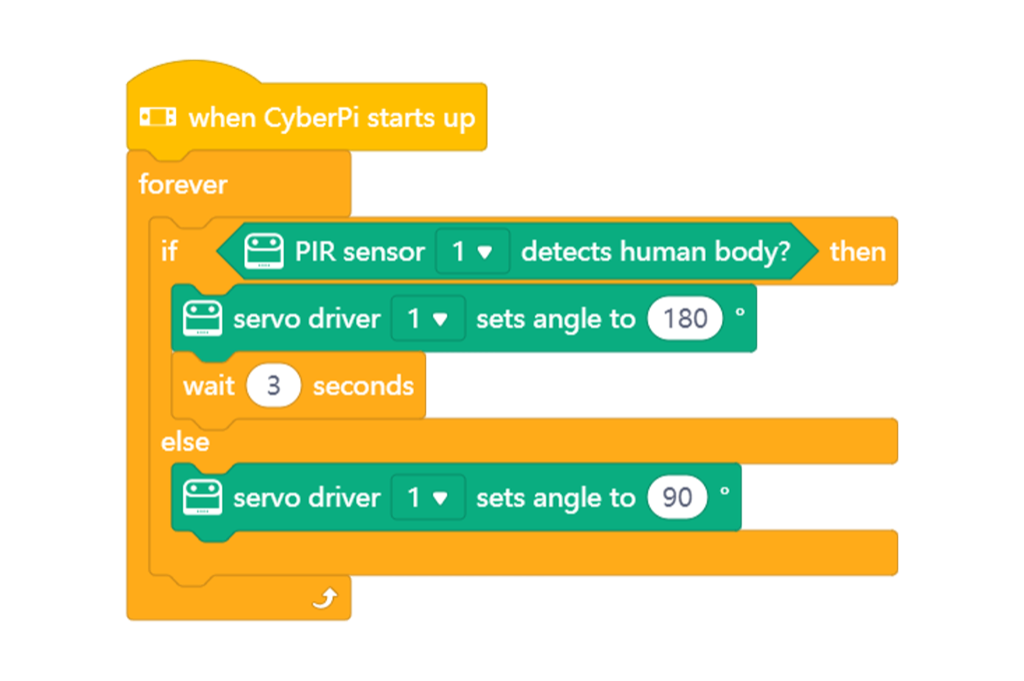 when CyberPi starts up
forever
if PIR sensor 1 detects human body? then
servo driver 1 sets angle to 180 °
wait 3 seconds
else
servo driver 1 sets angle to 90 °